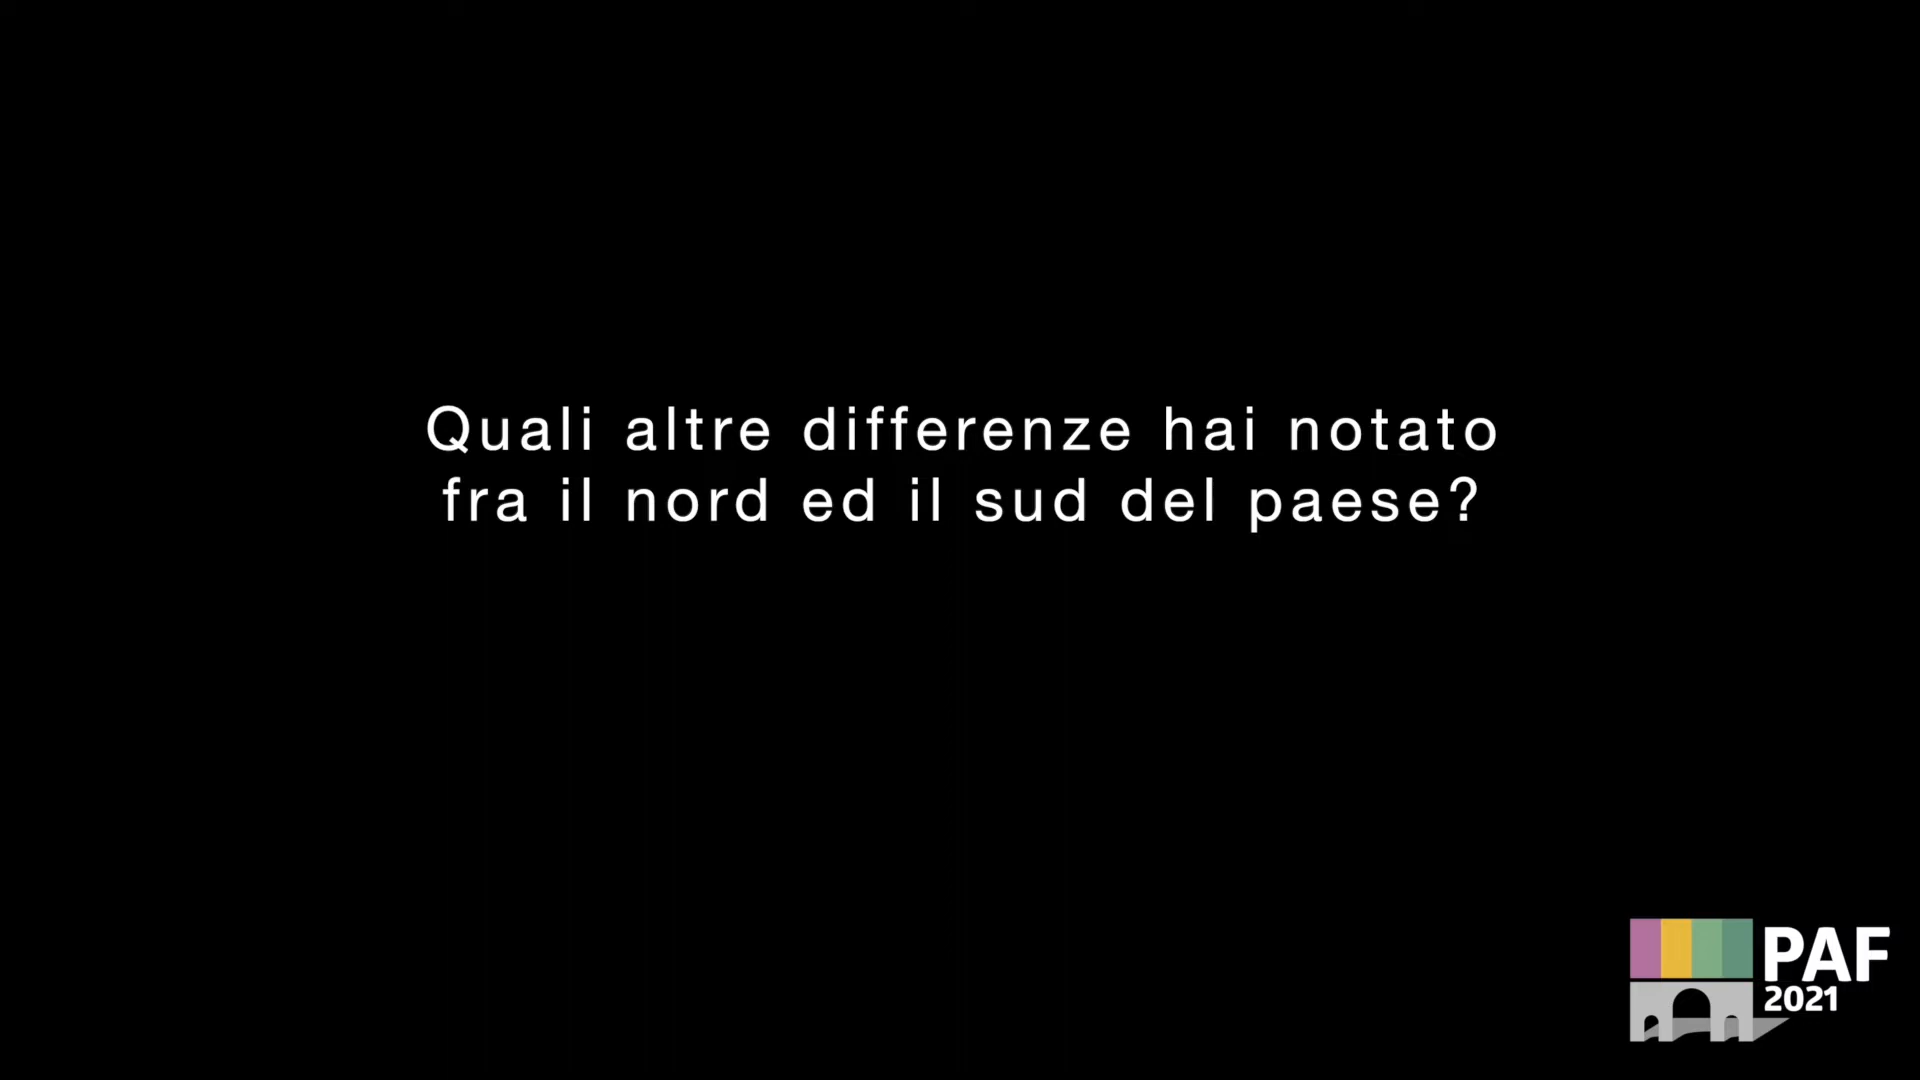 Quali altre differenze hai notato
fra il nord ed il sud del paese?
PAF
2021